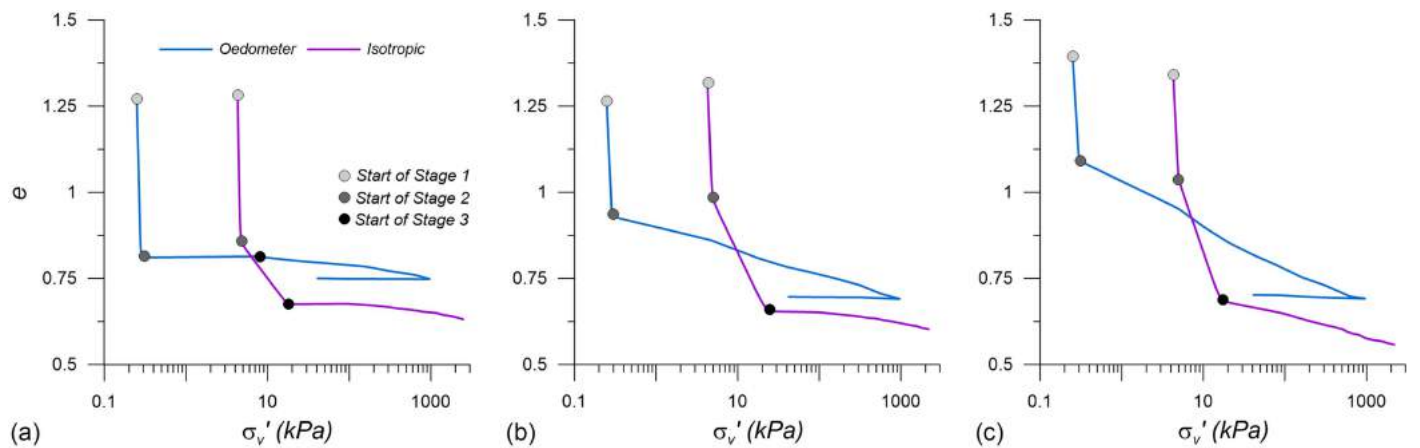 1.5
1.25
1
0.75
0.5
e
Oedometer
Isotropic
Start of Stage 1
Start of Stage 2
Start of Stage 3
0.1
10
1000
(a)
σv' (kPa)
1.5
1.25
1
0.75
0.5
0.1
10
1000
(b)
σv' (kPa)
1.5
1.25
1
0.75
0.5
0.1
10
1000
(c)
σv' (kPa)